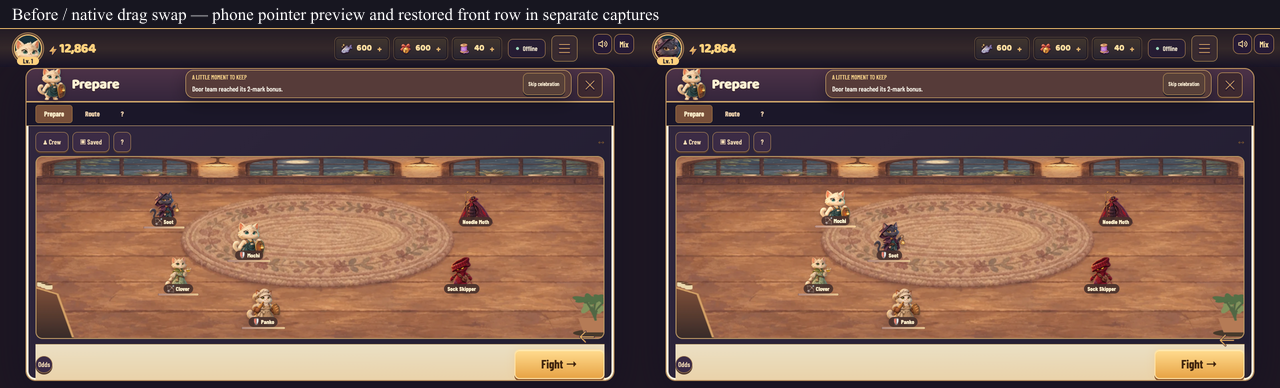 Before / native drag swap — phone pointer preview and restored front row in separate captures
12,864 600 + 600 + 40 + Offline Mix
Lv. 1
Prepare
A LITTLE MOMENT TO KEEP
Door team reached its 2-mark bonus.
Skip celebration
Prepare Route ?
Crew Saved ?
Soot
Needle Moth
Mochi
Clover
Sock Skipper
Panko
Odds
Fight →
12,864 600 + 600 + 40 + Offline Mix
Lv. 1
Prepare
A LITTLE MOMENT TO KEEP
Door team reached its 2-mark bonus.
Skip celebration
Prepare Route ?
Crew Saved ?
Mochi
Needle Moth
Soot
Clover
Sock Skipper
Panko
Odds
Fight →